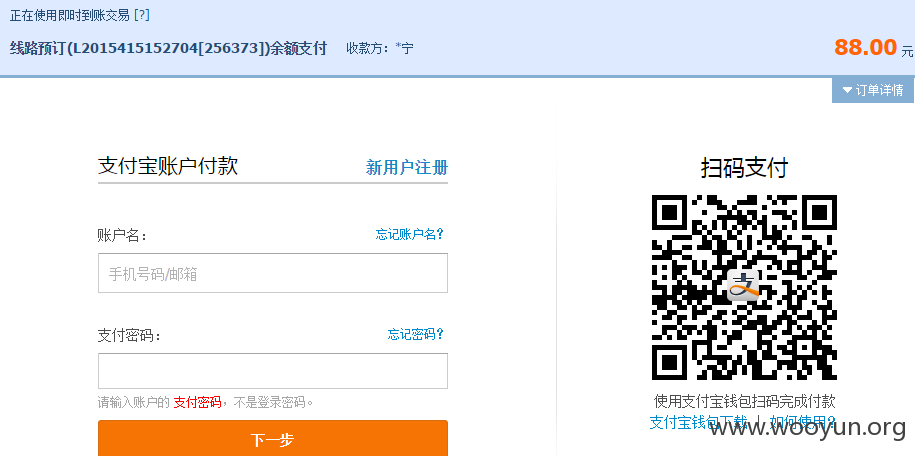 正在使用即时到账交易 [?]
线路预订(L2015415152704[256373])余额支付 收款方：*宁
88.00 元
订单详情
支付宝账户付款 新用户注册
账户名： 忘记账户名?
手机号码/邮箱
支付密码： 忘记密码?
请输入账户的 支付密码，不是登录密码。
下一步
扫码支付
支
使用支付宝钱包扫码完成付款
支付宝钱包下载 | 如何使用?
www.wooyun.org